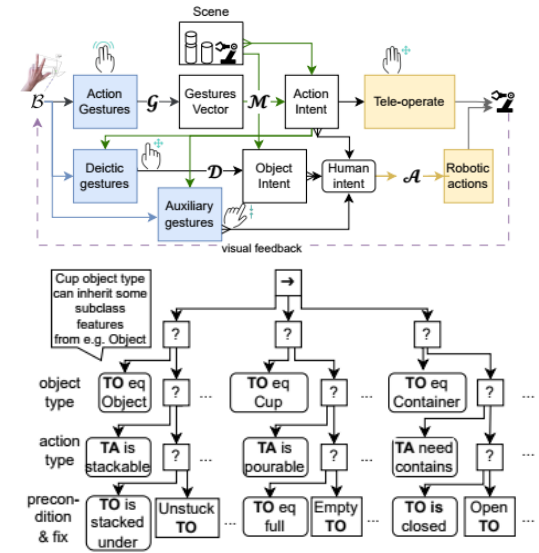 Scene
Action
Gestures
𝓖
Gestures
Vector
𝓜
Action
Intent
Tele-operate
𝓑
Deictic
gestures
𝓓
Object
Intent
Human
intent
𝓐
Robotic
actions
Auxiliary
gestures
visual feedback
Cup object type
can inherit some
subclass
features
from e.g. Object
→
? ? ?
object
type
TO eq
Object
? ...
TO eq
Cup
? ...
TO eq
Container
? ...
action
type
TA is
stackable
? ...
TA is
pourable
? ...
TA need
contains
? ...
precon-
dition
& fix
TO is
stacked
under
Unstuck
TO
...
TO eq
full
Empty
TO
...
TO is
closed
Open
TO
...